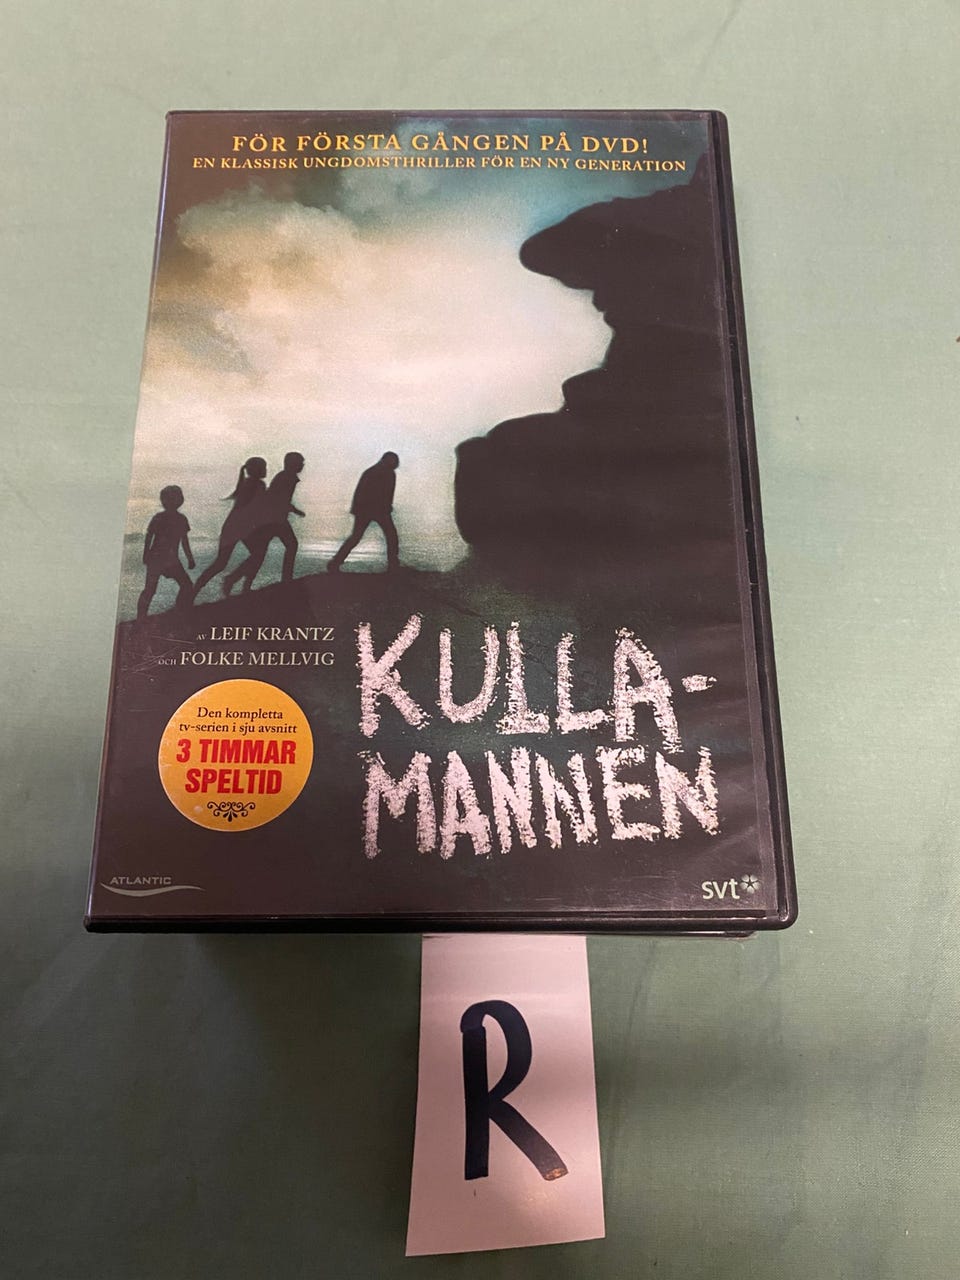 FÖR FÖRSTA GÅNGEN PÅ DVD!
EN KLASSISK UNGDOMSTHRILLER FÖR EN NY GENERATION
AV LEIF KRANTZ
OCH FOLKE MELLVIG
KULLA-
MANNEN
Den kompletta
tv-serien i sju avsnitt
3 TIMMAR
SPELTID
ATLANTIC
svt
R